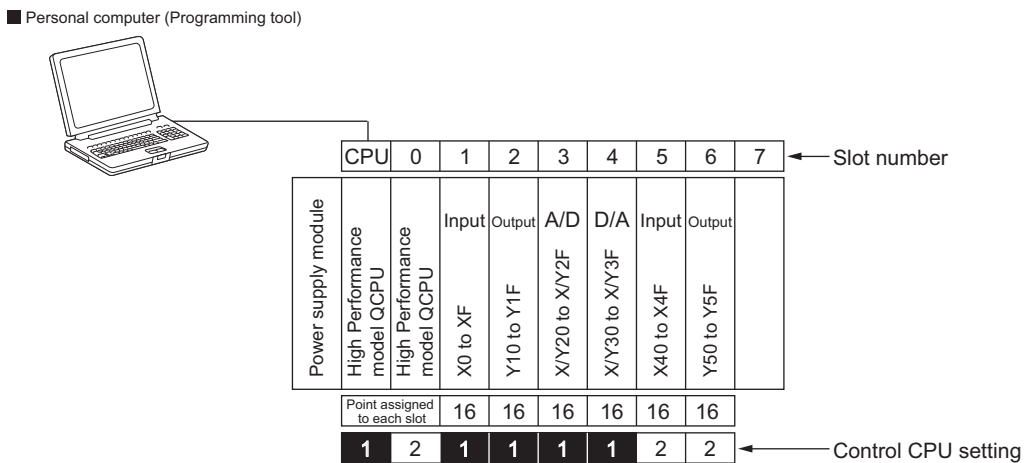 Personal computer (Programming tool)
CPU 0 1 2 3 4 5 6 7 Slot number
Power supply module
High Performance
model QCPU
High Performance
model QCPU
Input
X0 to XF
Output
Y10 to Y1F
A/D
X/Y20 to X/Y2F
D/A
X/Y30 to X/Y3F
Input
X40 to X4F
Output
Y50 to Y5F
Point assigned
to each slot
16 16 16 16 16 16
1 2 1 1 1 1 2 2 Control CPU setting